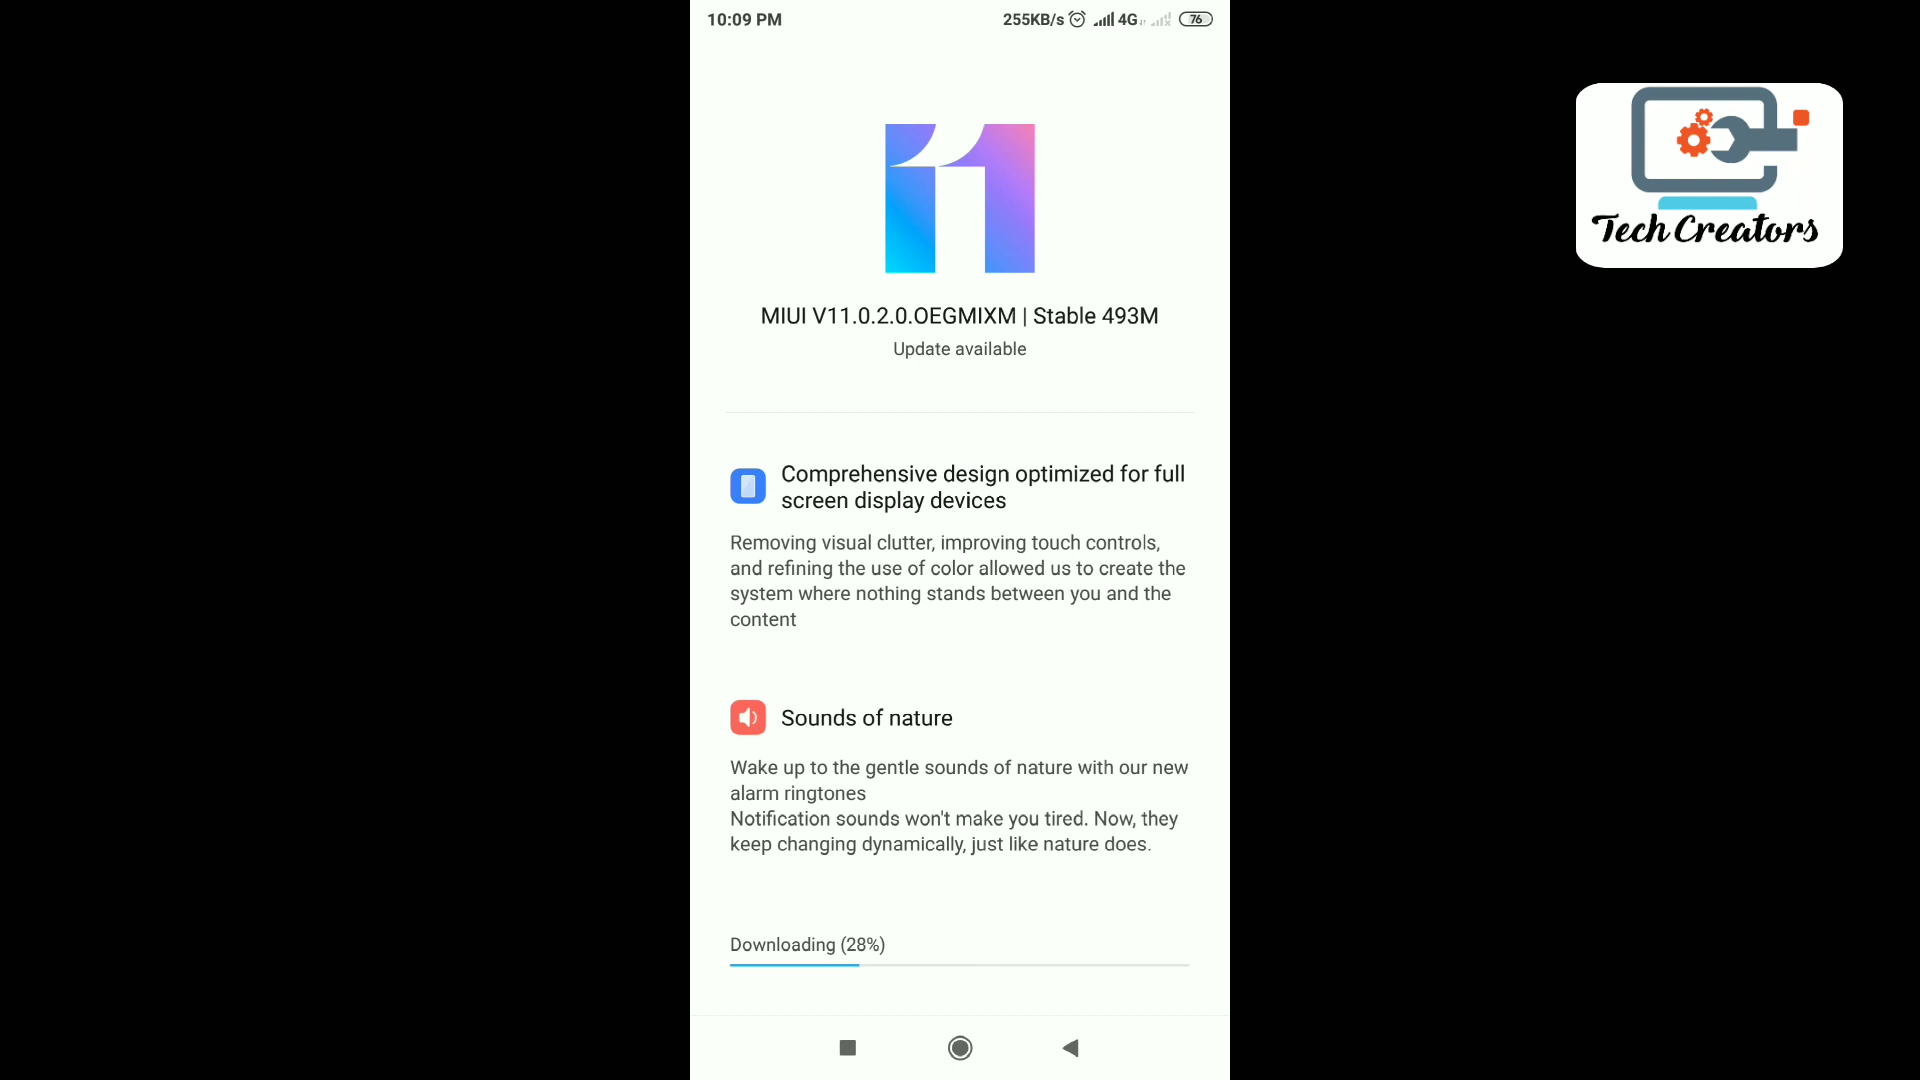 10:09 PM
255KB/s 4G 76
Tech Creators
MIUI V11.0.2.0.OEGMIXM | Stable 493M
Update available
Comprehensive design optimized for full
screen display devices
Removing visual clutter, improving touch controls,
and refining the use of color allowed us to create the
system where nothing stands between you and the
content
Sounds of nature
Wake up to the gentle sounds of nature with our new
alarm ringtones
Notification sounds won't make you tired. Now, they
keep changing dynamically, just like nature does.
Downloading (28%)